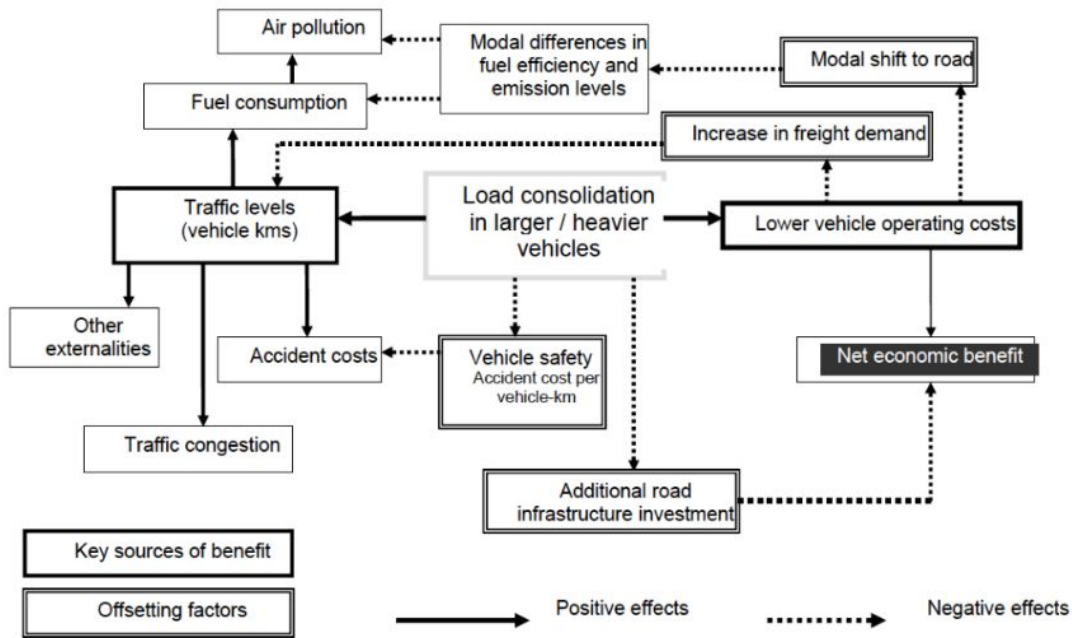 Air pollution
Modal differences in
fuel efficiency and
emission levels
Modal shift to road
Fuel consumption
Increase in freight demand
Traffic levels
(vehicle kms)
Load consolidation
in larger / heavier
vehicles
Lower vehicle operating costs
Other
externalities
Accident costs
Vehicle safety
Accident cost per
vehicle-km
Net economic benefit
Traffic congestion
Additional road
infrastructure investment
Key sources of benefit
Offsetting factors
Positive effects
Negative effects